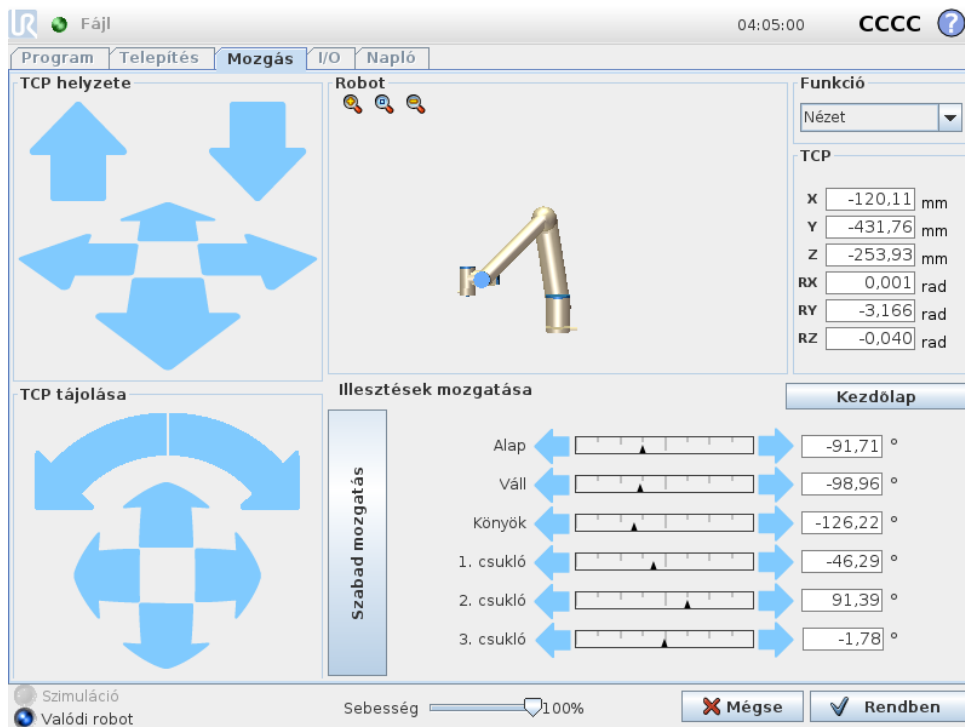 UR Fájl 04:05:00 CCCC ?
Program Telepítés Mozgás I/O Napló
TCP helyzete
Robot
Funkció
Nézet
TCP
X -120,11 mm
Y -431,76 mm
Z -253,93 mm
RX 0,001 rad
RY -3,166 rad
RZ -0,040 rad
TCP tájolása
Illesztések mozgatása
Kezdőlap
Szabad mozgatás
Alap -91,71 °
Váll -98,96 °
Könyök -126,22 °
1. csukló -46,29 °
2. csukló 91,39 °
3. csukló -1,78 °
Szimuláció
Valódi robot
Sebesség 100%
Mégse
Rendben